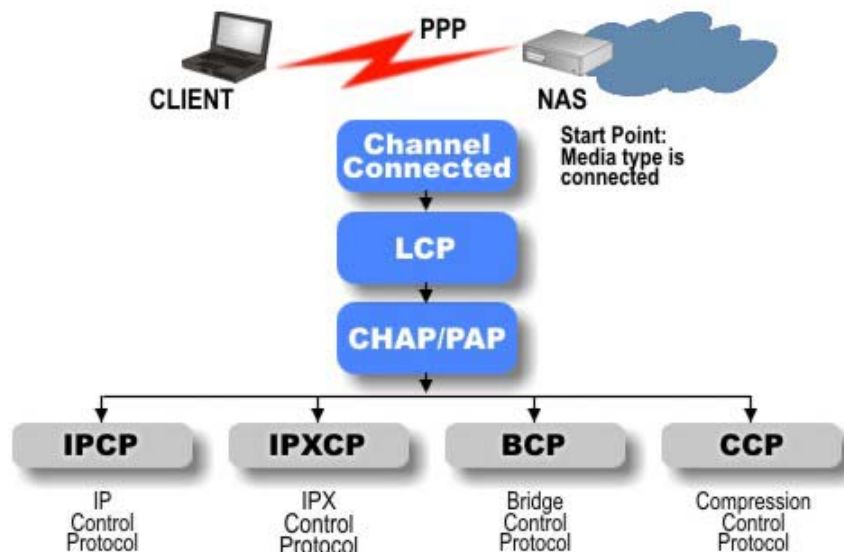 PPP
CLIENT
NAS
Channel
Connected
Start Point:
Media type is
connected
LCP
CHAP/PAP
IPCP
IPXCP
BCP
CCP
IP
Control
Protocol
IPX
Control
Protocol
Bridge
Control
Protocol
Compression
Control
Protocol